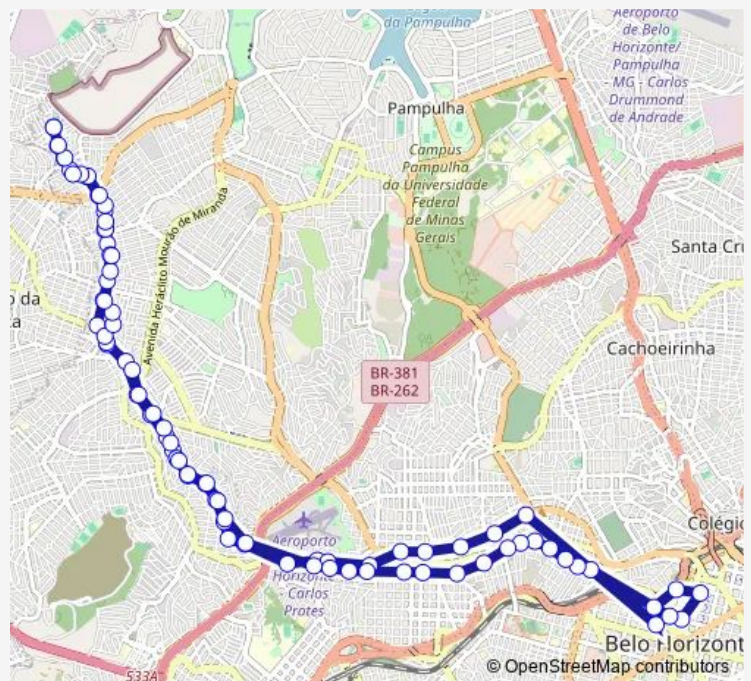 da Pampulha
Aeroporto
de Belo
Horizonte/
Pampulha
- MG - Carlos
Drummond
de Andrade
Pampulha
Campus
Pampulha
da Universidade
Federal
de Minas
Gerais
Avenida Heráclito Mourão de Miranda
Santa Cru
o da
a
Cachoeirinha
BR-381
BR-262
Colégio
Aeroporto
Horizonte
- Carlos
Prates
Belo Horizont
533A
© OpenStreetMap contributors